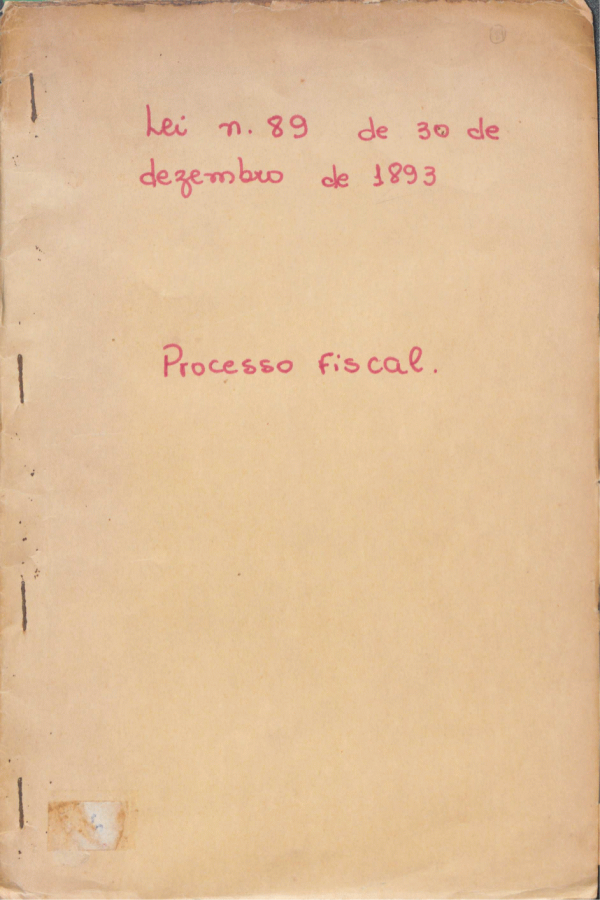 Lei n. 89 de 30 de
dezembro de 1893
Processo fiscal.